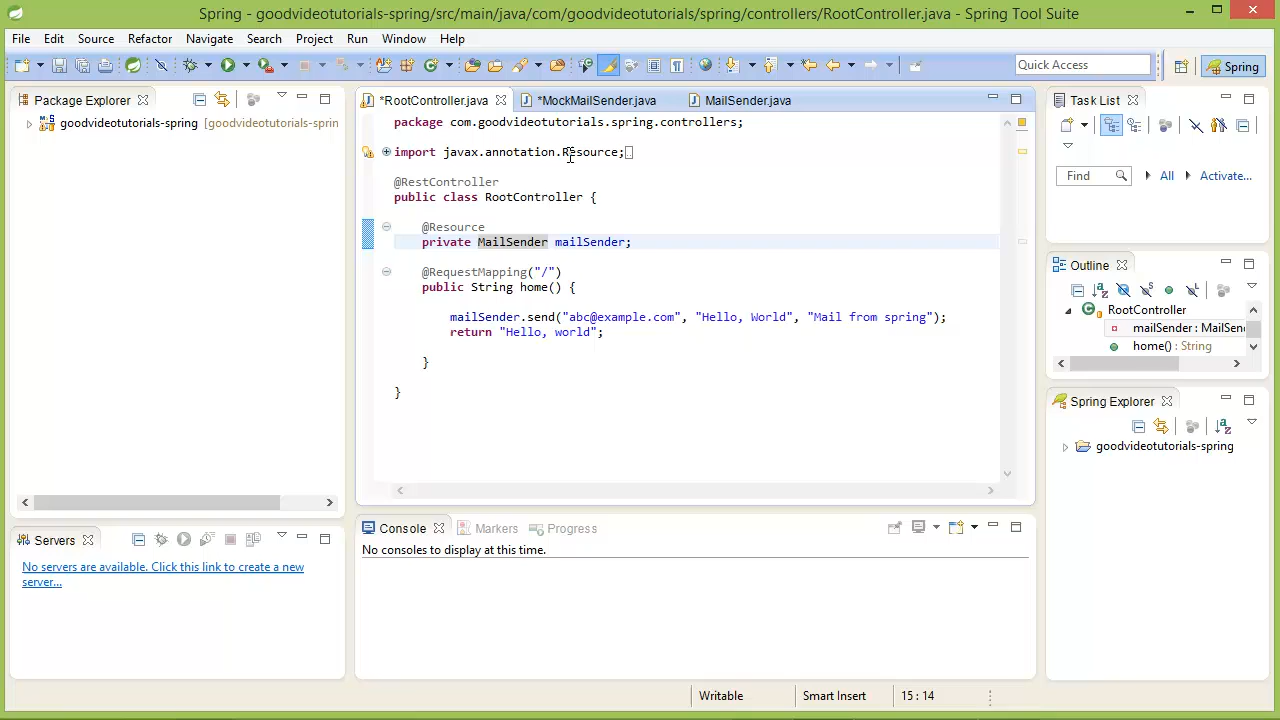 Spring - goodvideotutorials-spring/src/main/java/com/goodvideotutorials/spring/controllers/RootController.java - Spring Tool Suite
File Edit Source Refactor Navigate Search Project Run Window Help
Quick Access
Spring
Package Explorer
goodvideotutorials-spring [goodvideotutorials-sprin
*RootController.java
*MockMailSender.java
MailSender.java
package com.goodvideotutorials.spring.controllers;
import javax.annotation.Resource;
@RestController
public class RootController {
@Resource
private MailSender mailSender;
@RequestMapping("/")
public String home() {
mailSender.send("abc@example.com", "Hello, World", "Mail from spring");
return "Hello, world";
}
}
Task List
Find
All
Activate...
Outline
RootController
mailSender : MailSen
home() : String
Spring Explorer
goodvideotutorials-spring
Servers
No servers are available. Click this link to create a new
server...
Console
Markers
Progress
No consoles to display at this time.
Writable
Smart Insert
15 : 14